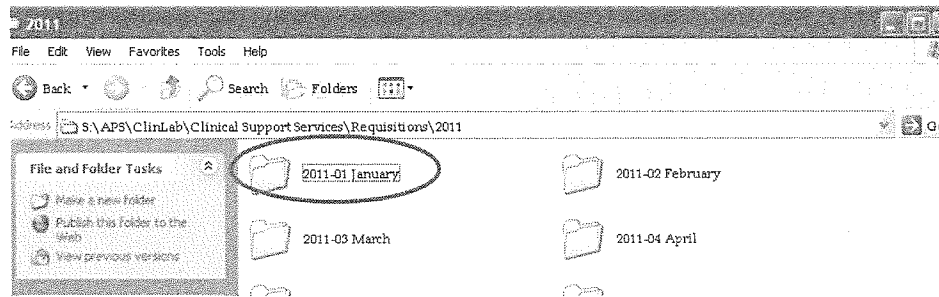 2011
File Edit View Favorites Tools Help
Back Search Folders
Address S:\APS\ClinLab\Clinical Support Services\Requisitions\2011 G
File and Folder Tasks
Make a new folder
Publish this folder to the Web
View previous versions
2011-01 January
2011-02 February
2011-03 March
2011-04 April